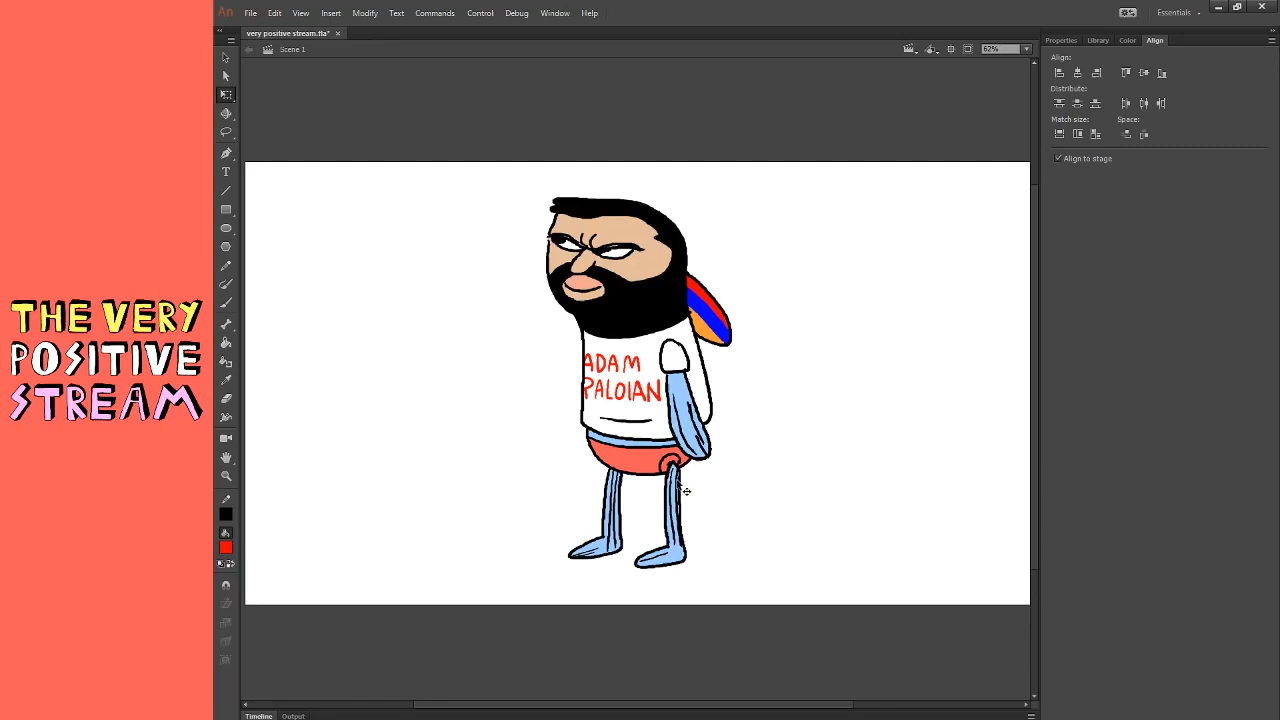 An File Edit View Insert Modify Text Commands Control Debug Window Help Essentials
very positive stream.fla*
Scene 1
62%
Properties Library Color Align
Align:
Distribute:
Match size: Space:
Align to stage
THE VERY
POSITIVE
STREAM
ADAM
PALOIAN
T
Timeline Output